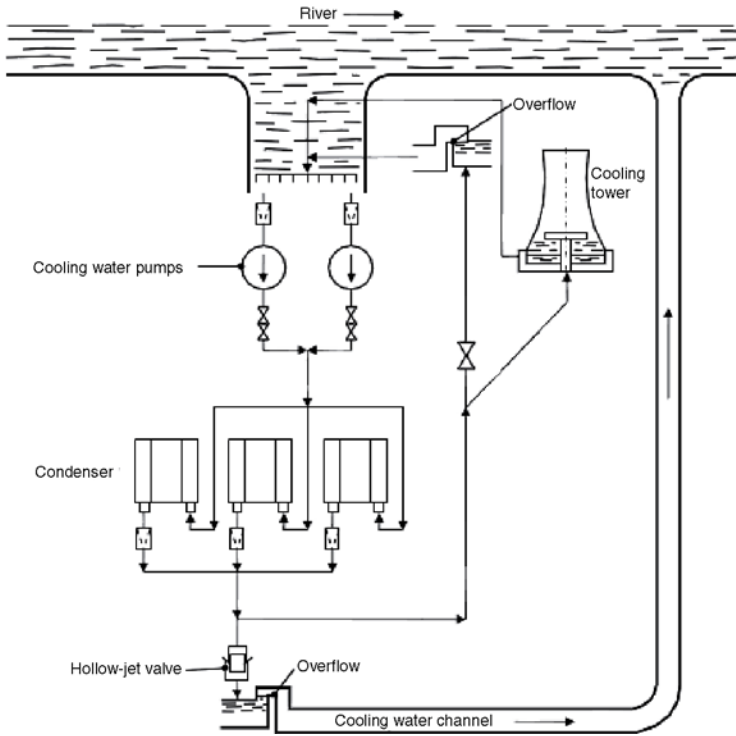 River
Overflow
Cooling
tower
Cooling water pumps
Condenser
Hollow-jet valve
Overflow
Cooling water channel